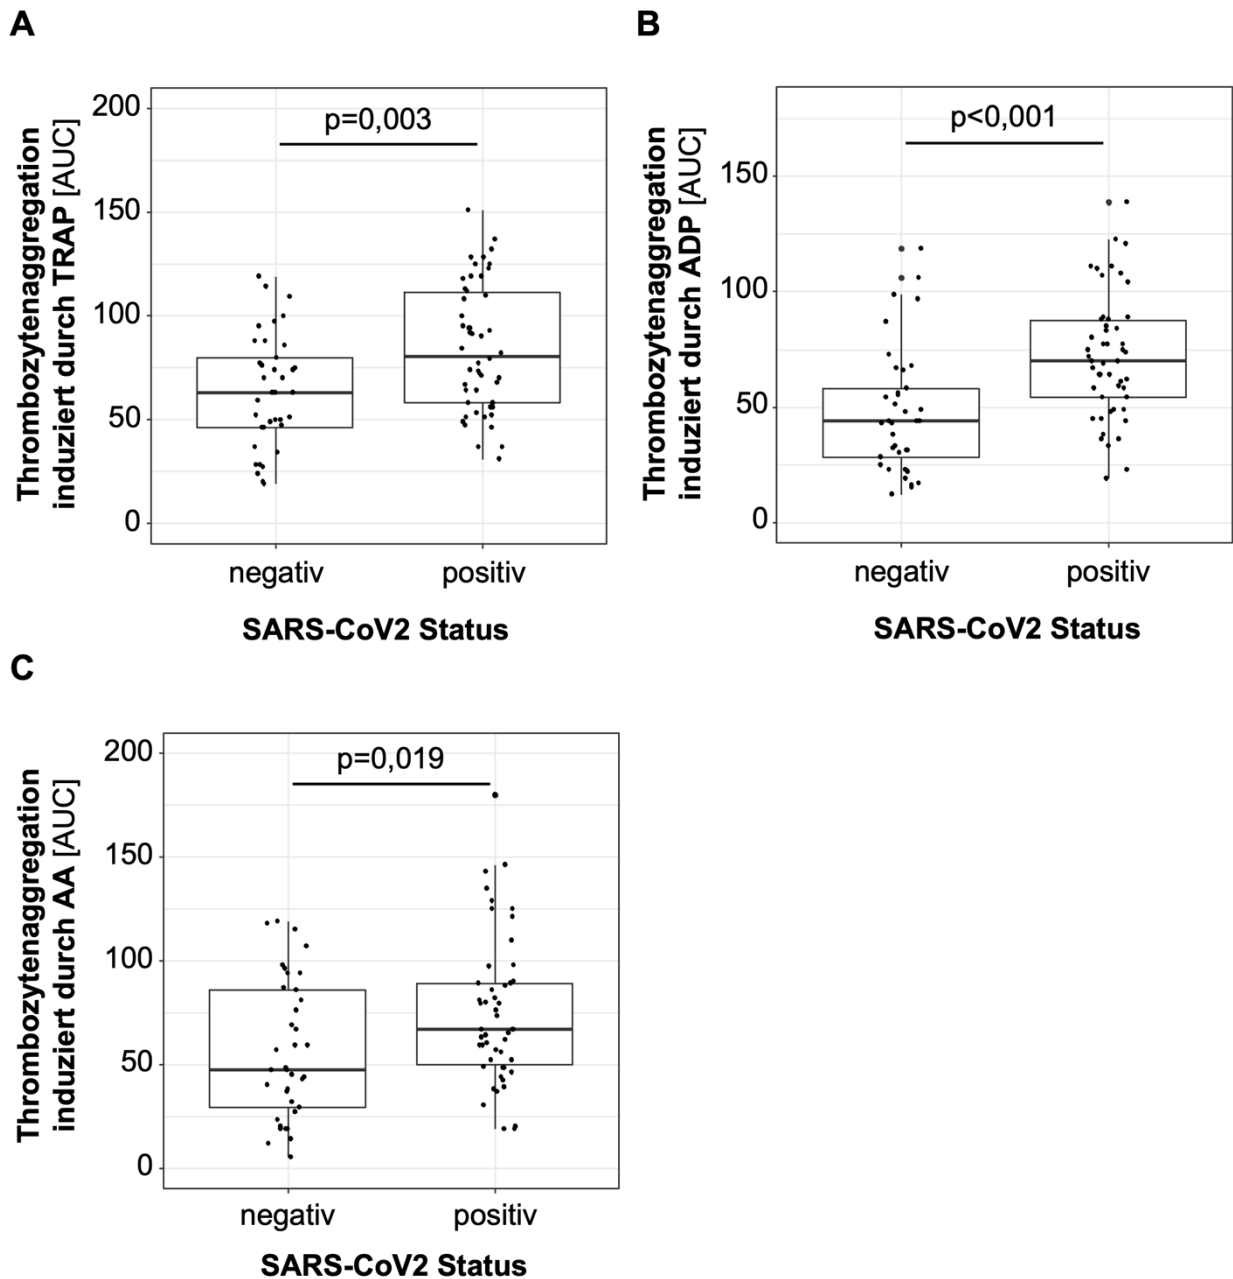 A
Thrombozytenaggregation
induziert durch TRAP [AUC]
200
150
100
50
0
p=0,003
negativ
positiv
SARS-CoV2 Status
B
Thrombozytenaggregation
induziert durch ADP [AUC]
150
100
50
0
p<0,001
negativ
positiv
SARS-CoV2 Status
C
Thrombozytenaggregation
induziert durch AA [AUC]
200
150
100
50
0
p=0,019
negativ
positiv
SARS-CoV2 Status